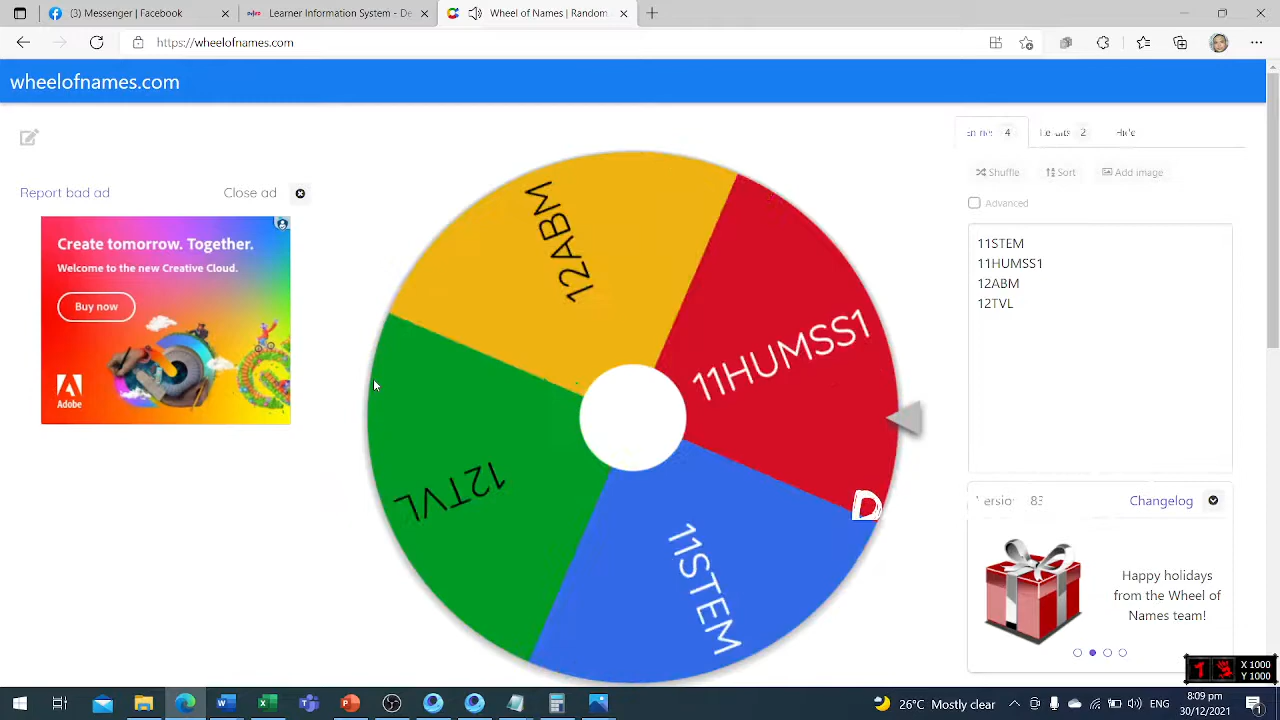 (3) Messenger | Facebook
Learner Information System - De
Wheel of Names | Random
https://wheelofnames.com
wheelofnames.com
4
2
Hide
Report bad ad
Close ad
Shuffle
Sort
Add image
Advanced
Create tomorrow. Together.
Welcome to the new Creative Cloud.
Buy now
Adobe
12ABM
11HUMSS1
12TVL
11STEM
D
11STEM
11HUMSS1
12ABM
12TVL
Changelog
Happy holidays
from the Wheel of
Names team!
X 1000
Y 1000
26°C Mostly clear
8:09 pm
30/12/2021